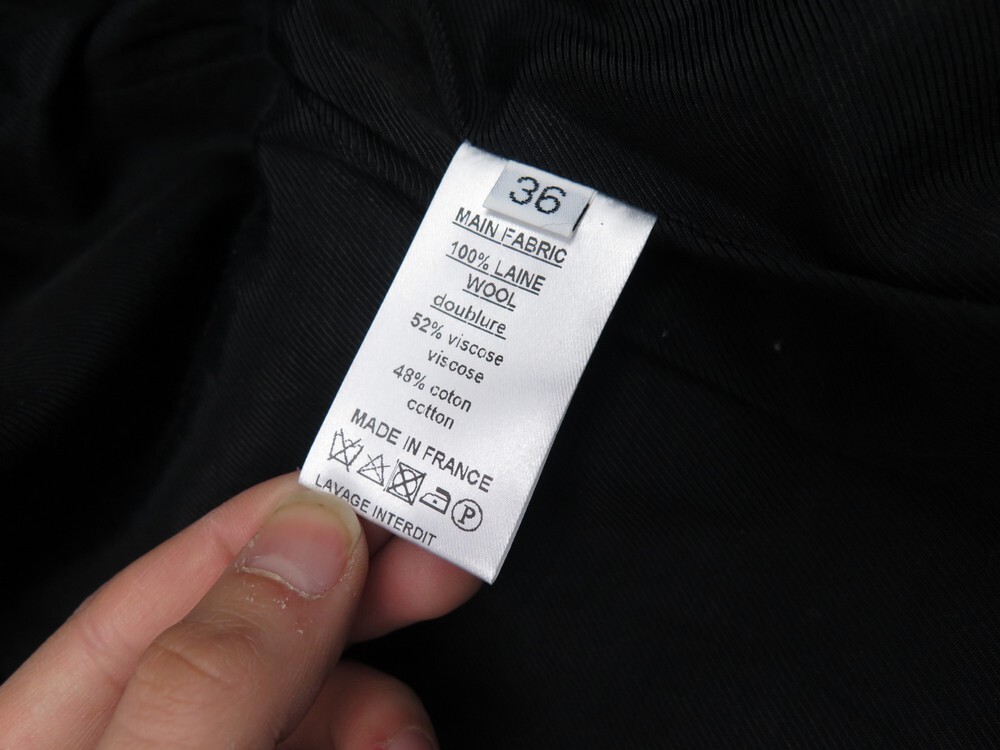 36
MAIN FABRIC
100% LAINE
WOOL
doublure
52% viscose
viscose
48% coton
cotton
MADE IN FRANCE
P
LAVAGE INTERDIT